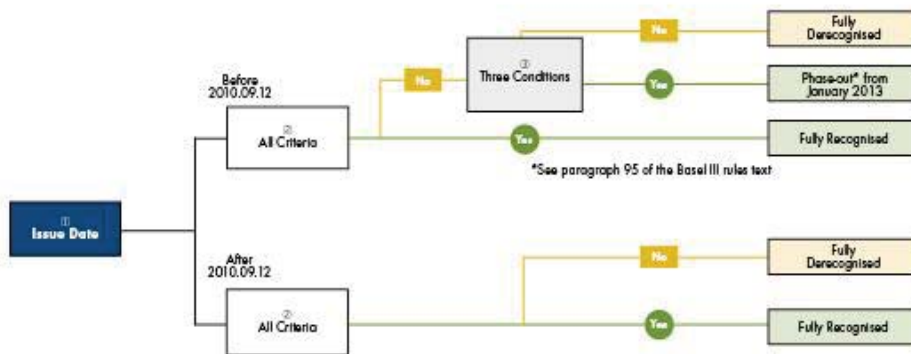 No
Fully
Derecognised
③
Three Conditions
Before
2010.09.12
No
Yes
Phase-out* from
January 2013
②
All Criteria
Yes
Fully Recognised
*See paragraph 95 of the Basel III rules text
①
Issue Date
After
2010.09.12
No
Fully
Derecognised
②
All Criteria
Yes
Fully Recognised